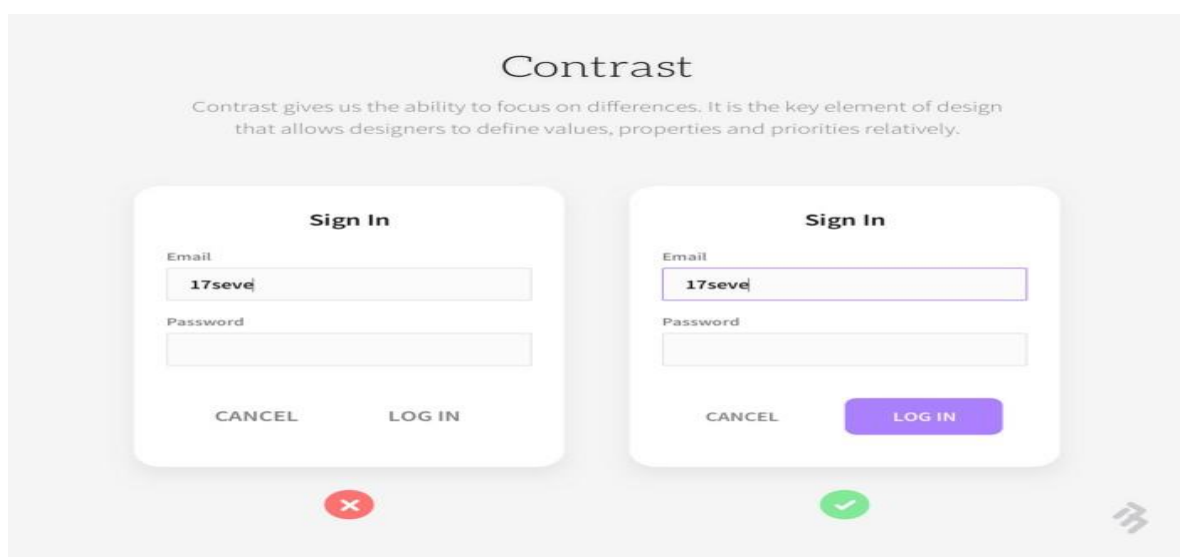 Contrast
Contrast gives us the ability to focus on differences. It is the key element of design
that allows designers to define values, properties and priorities relatively.
Sign In
Email
17seve
Password
CANCEL LOG IN
Sign In
Email
17seve
Password
CANCEL LOG IN